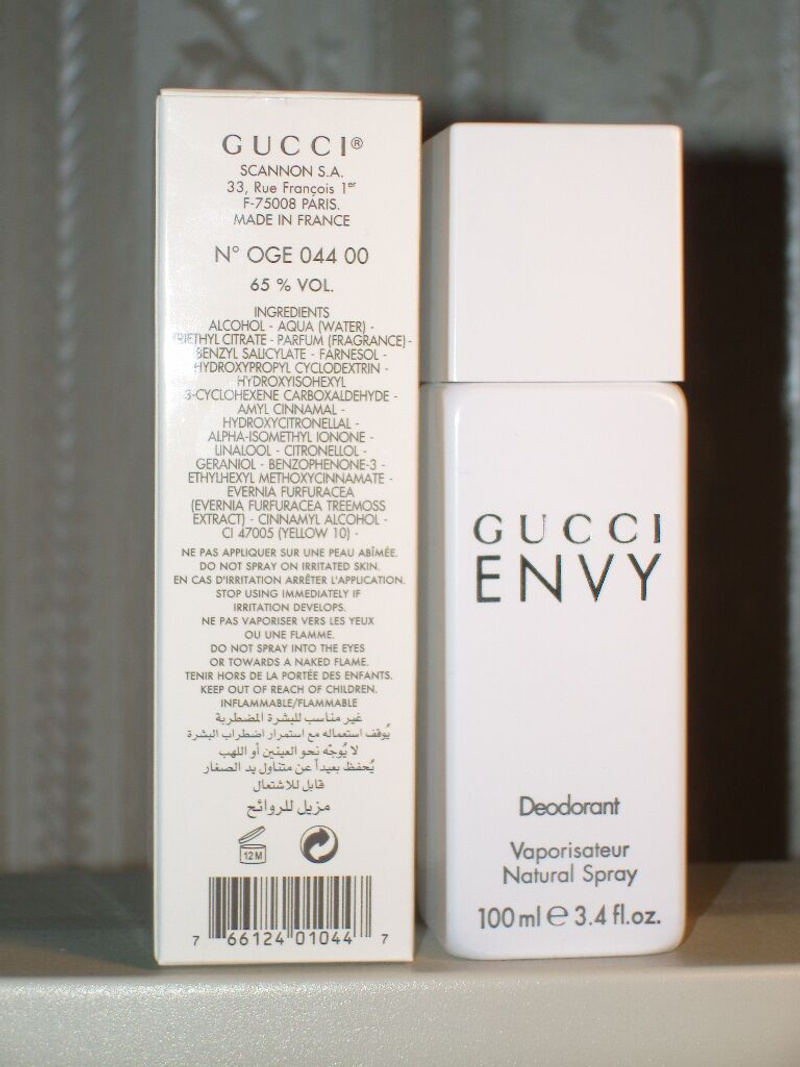 GUCCI®
SCANNON S.A.
33, Rue François 1er
F-75008 PARIS.
MADE IN FRANCE
N° OGE 044 00
65 % VOL.
INGREDIENTS
ALCOHOL - AQUA (WATER) -
TRIETHYL CITRATE - PARFUM (FRAGRANCE) -
BENZYL SALICYLATE - FARNESOL -
HYDROXYPROPYL CYCLODEXTRIN -
HYDROXYISOHEXYL
3-CYCLOHEXENE CARBOXALDEHYDE -
AMYL CINNAMAL -
HYDROXYCITRONELLAL -
ALPHA-ISOMETHYL IONONE -
LINALOOL - CITRONELLOL -
GERANIOL - BENZOPHENONE-3 -
ETHYLHEXYL METHOXYCINNAMATE -
EVERNIA FURFURACEA
(EVERNIA FURFURACEA TREEMOSS
EXTRACT) - CINNAMYL ALCOHOL -
CI 47005 (YELLOW 10) -
NE PAS APPLIQUER SUR UNE PEAU ABÎMÉE.
DO NOT SPRAY ON IRRITATED SKIN.
EN CAS D'IRRITATION ARRÊTER L'APPLICATION.
STOP USING IMMEDIATELY IF
IRRITATION DEVELOPS.
NE PAS VAPORISER VERS LES YEUX
OU UNE FLAMME.
DO NOT SPRAY INTO THE EYES
OR TOWARDS A NAKED FLAME.
TENIR HORS DE LA PORTÉE DES ENFANTS.
KEEP OUT OF REACH OF CHILDREN.
INFLAMMABLE/FLAMMABLE
غير مناسب للبشرة المضطربة
يُوقف استعماله مع استمرار اضطراب البشرة
لا يُوجّه نحو العينين أو اللهب
يُحفظ بعيداً عن متناول يد الصغار
قابل للاشتعال
مزيل للروائح
12M
7 66124 01044 7
GUCCI
ENVY
Deodorant
Vaporisateur
Natural Spray
100 ml ℮ 3.4 fl.oz.